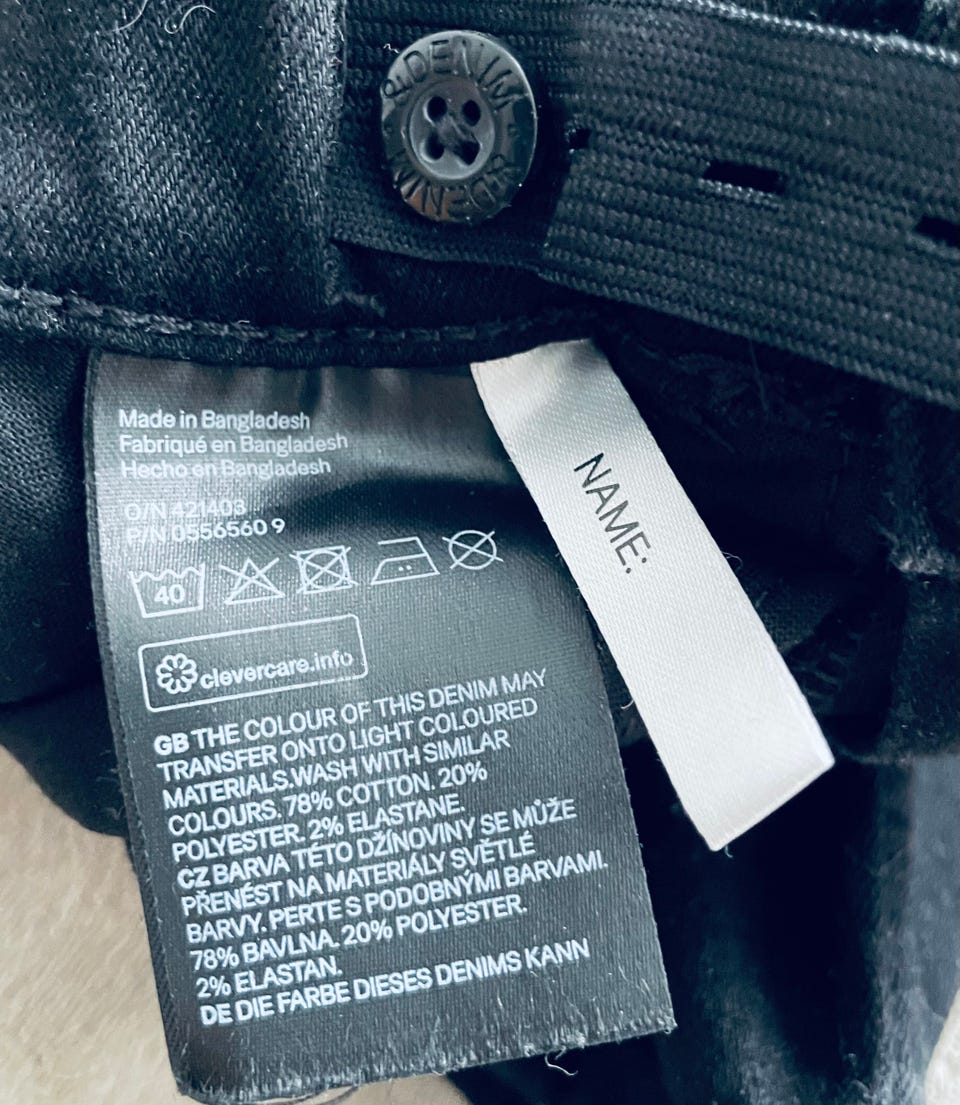 DENIM
DENIM
Made in Bangladesh
Fabriqué en Bangladesh
Hecho en Bangladesh
O/N 421403
P/N 0556560 9
40
clevercare.info
GB THE COLOUR OF THIS DENIM MAY
TRANSFER ONTO LIGHT COLOURED
MATERIALS.WASH WITH SIMILAR
COLOURS. 78% COTTON. 20%
POLYESTER. 2% ELASTANE.
CZ BARVA TÉTO DŽÍNOVINY SE MŮŽE
PŘENÉST NA MATERIÁLY SVĚTLÉ
BARVY. PERTE S PODOBNÝMI BARVAMI.
78% BAVLNA. 20% POLYESTER.
2% ELASTAN.
DE DIE FARBE DIESES DENIMS KANN
NAME: